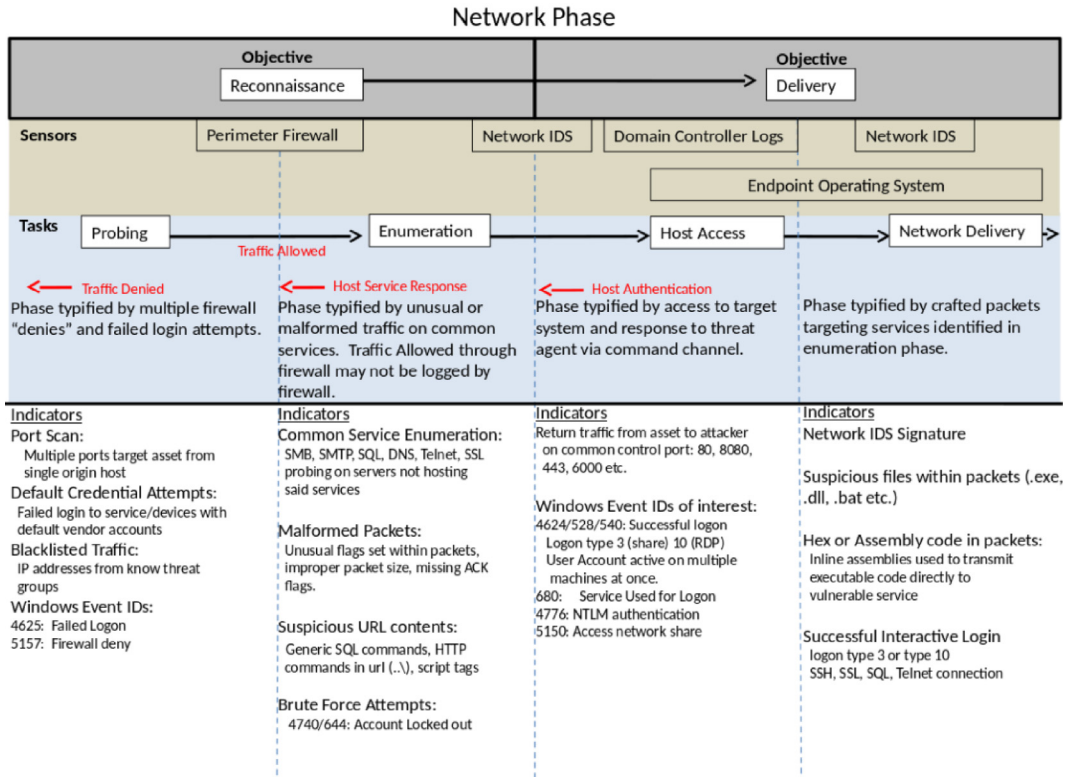 Network Phase
Objective
Reconnaissance
Objective
Delivery
Sensors
Perimeter Firewall
Network IDS
Domain Controller Logs
Network IDS
Endpoint Operating System
Tasks
Probing
Enumeration
Host Access
Network Delivery
Traffic Allowed
Traffic Denied
Phase typified by multiple firewall
“denies” and failed login attempts.
Host Service Response
Phase typified by unusual or
malformed traffic on common
services. Traffic Allowed through
firewall may not be logged by
firewall.
Host Authentication
Phase typified by access to target
system and response to threat
agent via command channel.
Phase typified by crafted packets
targeting services identified in
enumeration phase.
Indicators
Port Scan:
Multiple ports target asset from
single origin host
Default Credential Attempts:
Failed login to service/devices with
default vendor accounts
Blacklisted Traffic:
IP addresses from know threat
groups
Windows Event IDs:
4625: Failed Logon
5157: Firewall deny
Indicators
Common Service Enumeration:
SMB, SMTP, SQL, DNS, Telnet, SSL
probing on servers not hosting
said services
Malformed Packets:
Unusual flags set within packets,
improper packet size, missing ACK
flags.
Suspicious URL contents:
Generic SQL commands, HTTP
commands in url (..\), script tags
Brute Force Attempts:
4740/644: Account Locked out
Indicators
Return traffic from asset to attacker
on common control port: 80, 8080,
443, 6000 etc.
Windows Event IDs of interest:
4624/528/540: Successful logon
Logon type 3 (share) 10 (RDP)
User Account active on multiple
machines at once.
680: Service Used for Logon
4776: NTLM authentication
5150: Access network share
Indicators
Network IDS Signature
Suspicious files within packets (.exe,
.dll, .bat etc.)
Hex or Assembly code in packets:
Inline assemblies used to transmit
executable code directly to
vulnerable service
Successful Interactive Login
logon type 3 or type 10
SSH, SSL, SQL, Telnet connection